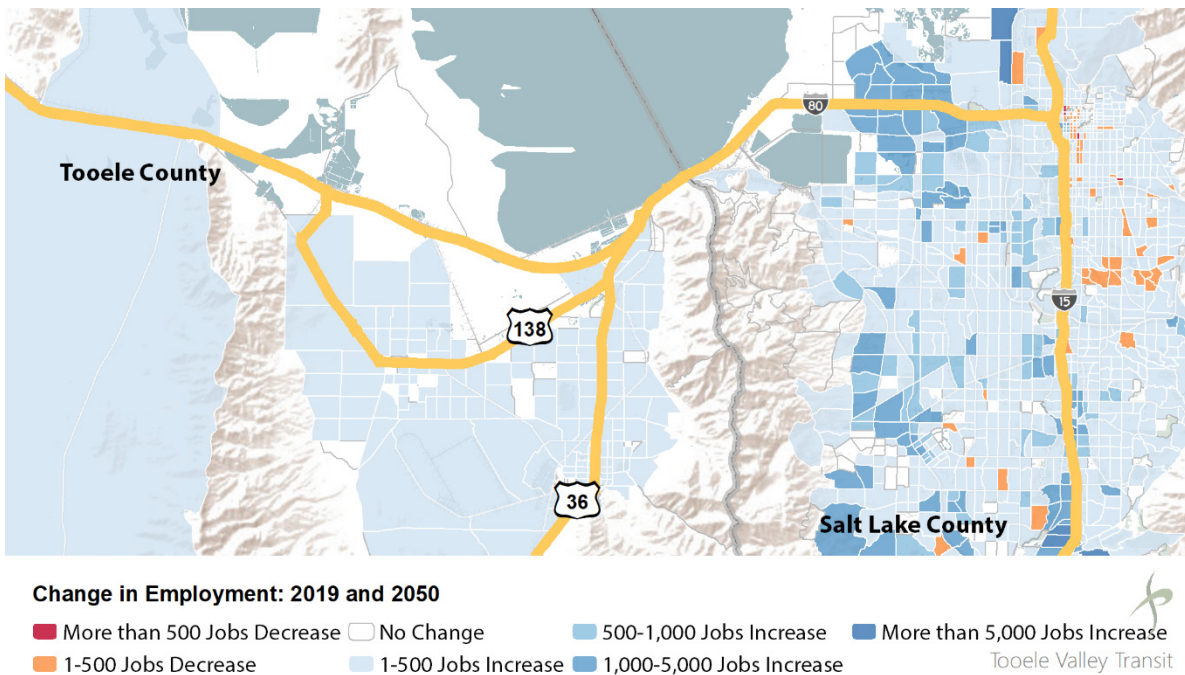 80
Tooele County
138
15
36
Salt Lake County
Change in Employment: 2019 and 2050
More than 500 Jobs Decrease
No Change
500-1,000 Jobs Increase
More than 5,000 Jobs Increase
1-500 Jobs Decrease
1-500 Jobs Increase
1,000-5,000 Jobs Increase
Tooele Valley Transit